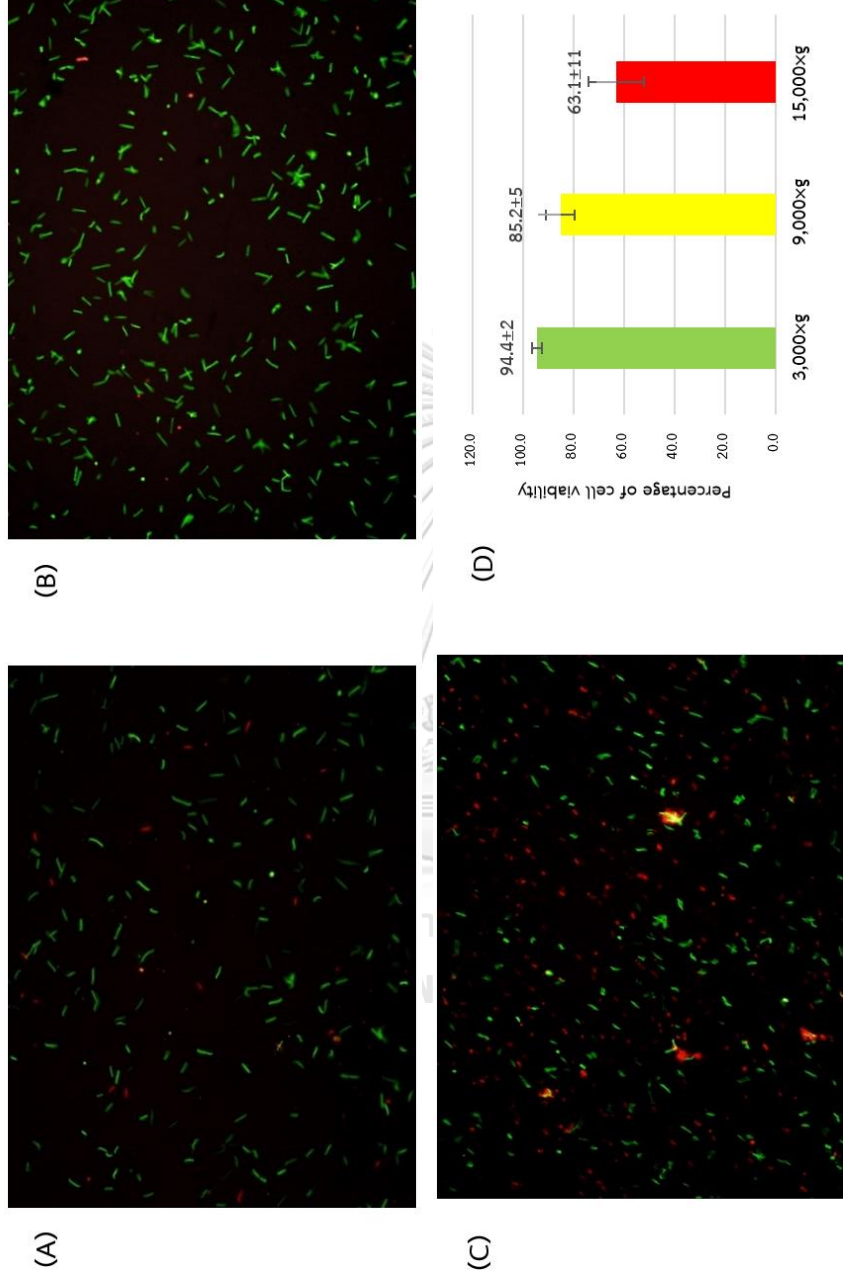 (A)
(B)
(C)
(D)
Percentage of cell viability
120.0
100.0
80.0
60.0
40.0
20.0
0.0
94.4±2
85.2±5
63.1±11
3,000×g
9,000×g
15,000×g